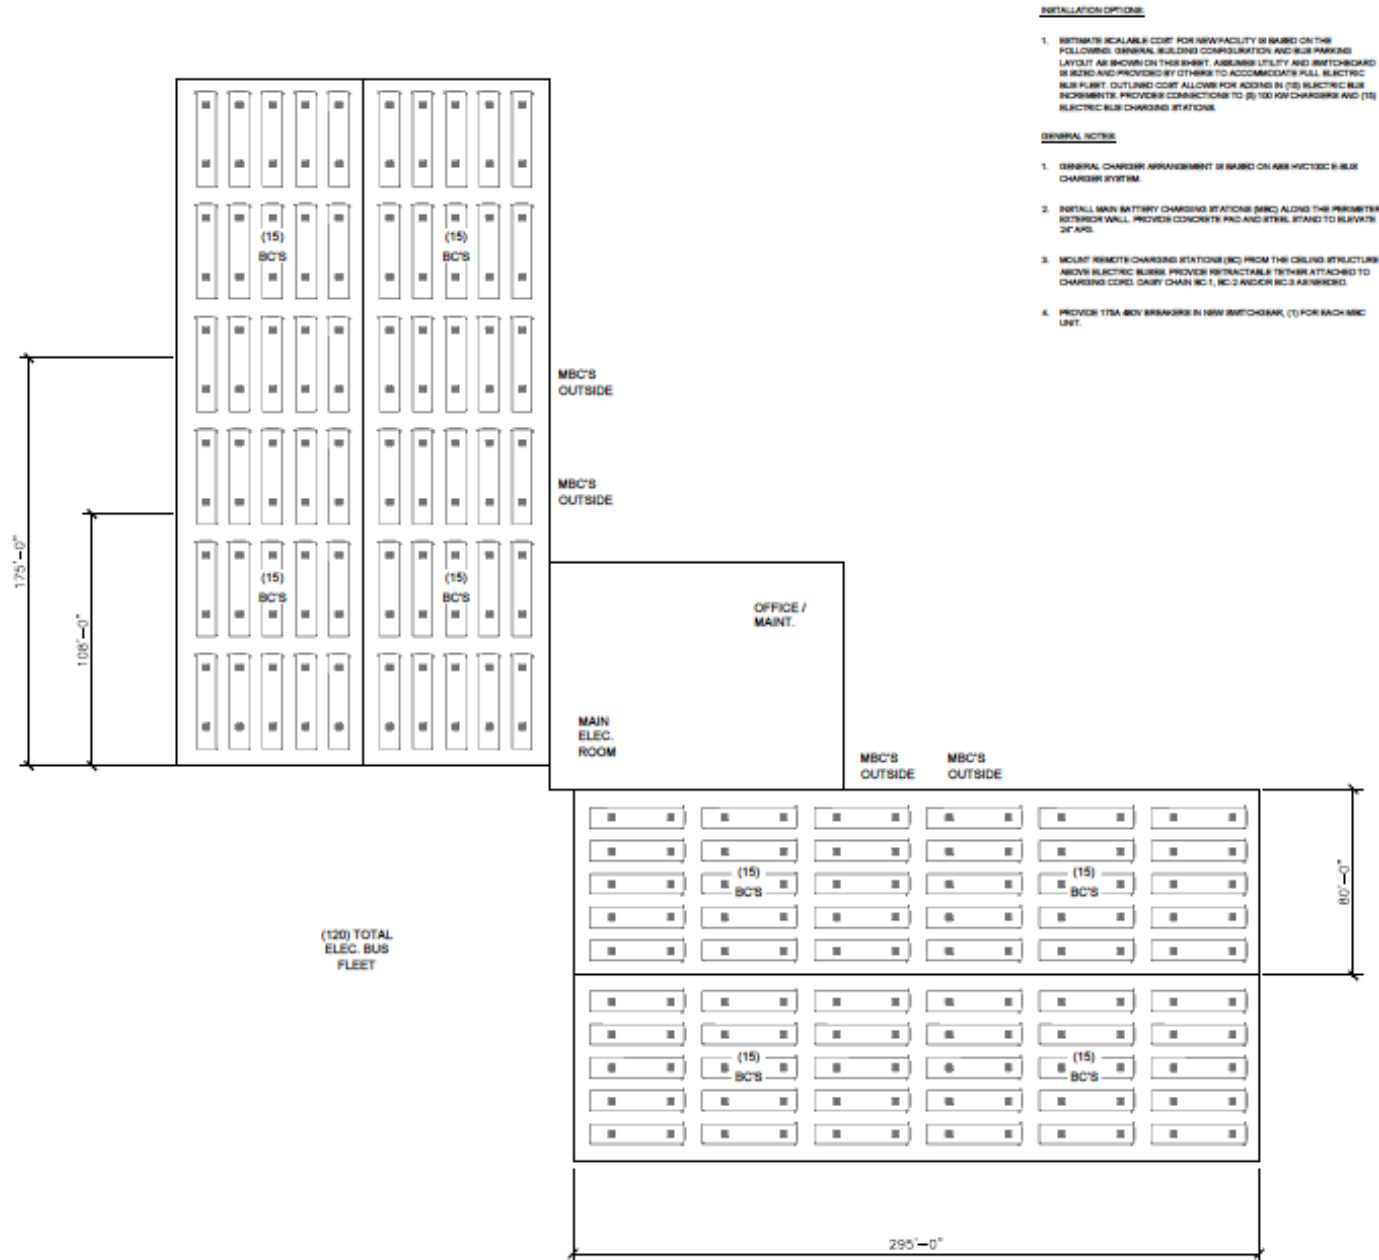 INSTALLATION OPTIONS:
1. ESTIMATE SCALABLE COST FOR NEW FACILITY IS BASED ON THE
FOLLOWING GENERAL BUILDING CONFIGURATION AND BUS PARKING
LAYOUT AS SHOWN ON THIS SHEET. ASSUMES UTILITY AND SWITCHBOARD
IS SIZED AND PROVIDED BY OTHERS TO ACCOMMODATE FULL ELECTRIC
BUS FLEET. OUTLINED COST ALLOWS FOR ADDING IN (15) ELECTRIC BUS
INCREMENTS. PROVIDES CONNECTIONS TO (5) 100 KW CHARGERS AND (15)
ELECTRIC BUS CHARGING STATIONS.
GENERAL NOTES:
1. GENERAL CHARGER ARRANGEMENT IS BASED ON ABB HVC100C E-BUS
CHARGER SYSTEM.
2. INSTALL MAIN BATTERY CHARGING STATIONS (MBC) ALONG THE PERIMETER
EXTERIOR WALL. PROVIDE CONCRETE PAD AND STEEL STAND TO ELEVATE
24" AFG.
3. MOUNT REMOTE CHARGING STATIONS (BC) FROM THE CEILING STRUCTURE
ABOVE ELECTRIC BUSES. PROVIDE RETRACTABLE TETHER ATTACHED TO
CHARGING CORD. DAISY CHAIN BC-1, BC-2 AND/OR BC-3 AS NEEDED.
4. PROVIDE 175A 480V BREAKERS IN NEW SWITCHGEAR, (1) FOR EACH MBC
UNIT.
(15)
BC'S
(15)
BC'S
MBC'S
OUTSIDE
MBC'S
OUTSIDE
175'-0"
108'-0"
(15)
BC'S
(15)
BC'S
OFFICE /
MAINT.
MAIN
ELEC.
ROOM
MBC'S
OUTSIDE
MBC'S
OUTSIDE
(15)
BC'S
(15)
BC'S
80'-0"
(120) TOTAL
ELEC. BUS
FLEET
(15)
BC'S
(15)
BC'S
295'-0"